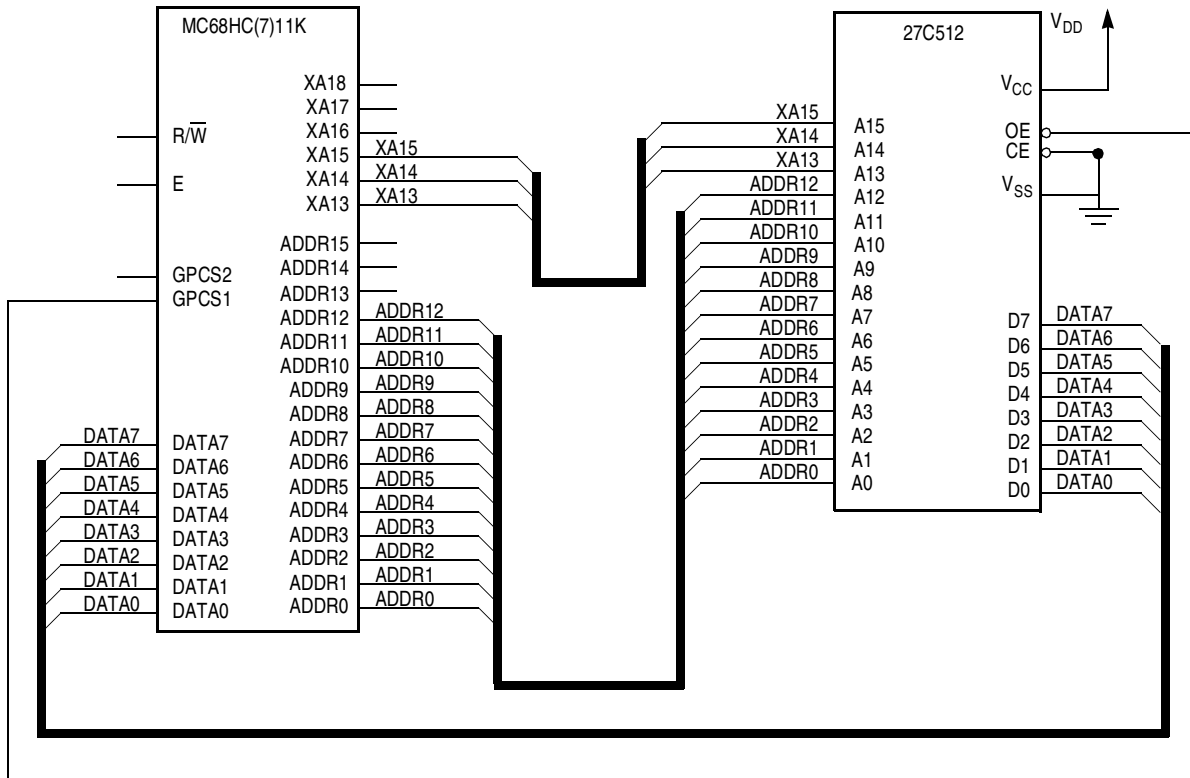 MC68HC(7)11K
R/W̅
E
GPCS2
GPCS1
DATA7
DATA6
DATA5
DATA4
DATA3
DATA2
DATA1
DATA0
DATA7
DATA6
DATA5
DATA4
DATA3
DATA2
DATA1
DATA0
XA18
XA17
XA16
XA15
XA14
XA13
ADDR15
ADDR14
ADDR13
ADDR12
ADDR11
ADDR10
ADDR9
ADDR8
ADDR7
ADDR6
ADDR5
ADDR4
ADDR3
ADDR2
ADDR1
ADDR0
XA15
XA14
XA13
ADDR12
ADDR11
ADDR10
ADDR9
ADDR8
ADDR7
ADDR6
ADDR5
ADDR4
ADDR3
ADDR2
ADDR1
ADDR0
XA15
XA14
XA13
ADDR12
ADDR11
ADDR10
ADDR9
ADDR8
ADDR7
ADDR6
ADDR5
ADDR4
ADDR3
ADDR2
ADDR1
ADDR0
27C512
A15
A14
A13
A12
A11
A10
A9
A8
A7
A6
A5
A4
A3
A2
A1
A0
VCC
OE
CE
VSS
D7
D6
D5
D4
D3
D2
D1
D0
VDD
DATA7
DATA6
DATA5
DATA4
DATA3
DATA2
DATA1
DATA0